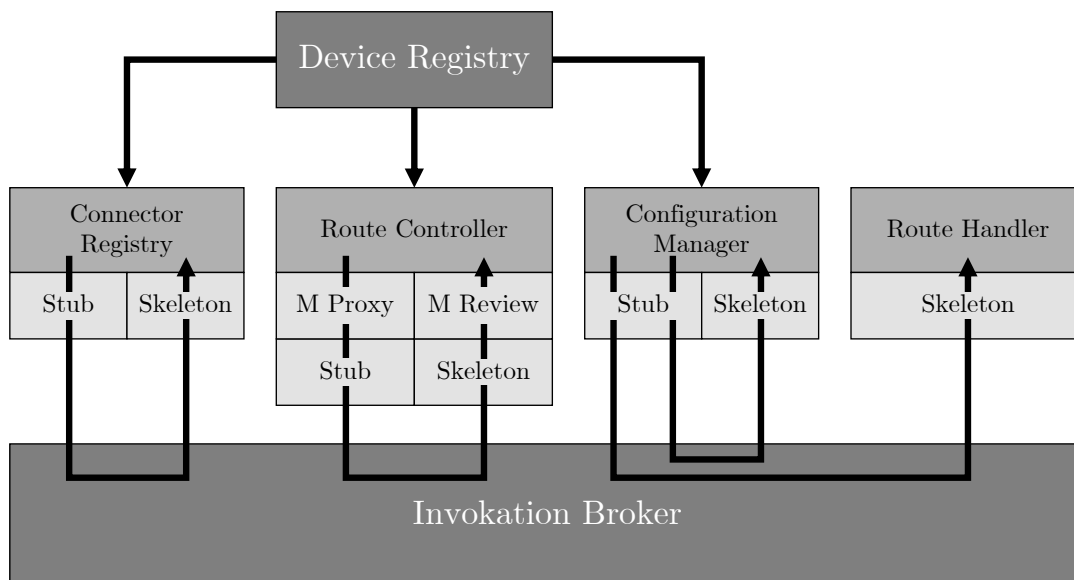 Device Registry
Connector
Registry
Route Controller
Configuration
Manager
Route Handler
Stub
Skeleton
M Proxy
M Review
Stub
Skeleton
Skeleton
Stub
Skeleton
Invokation Broker